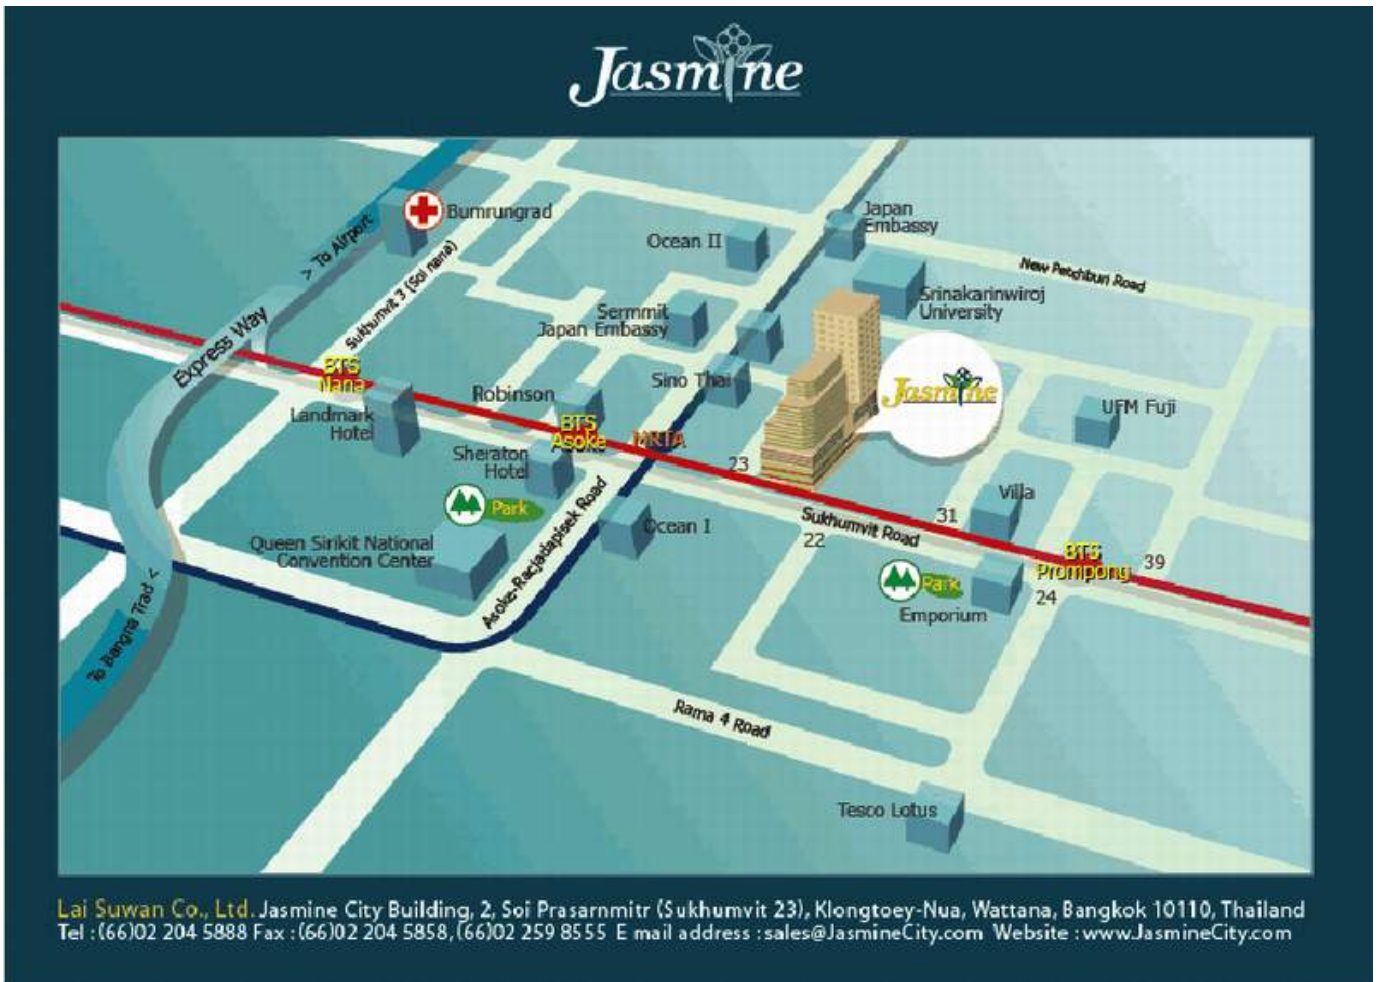 Jasmine
Bumrungrad
Japan
Embassy
Ocean II
> To Airport
Sukhumvit 3 (Soi nana)
New Petchburi Road
Srinakarinwiroj
University
Sermmit
Japan Embassy
Express Way
BTS
Nana
Sino Thai
Jasmine
Robinson
Landmark
Hotel
UFM Fuji
BTS
Asoke
MRTA
Sheraton
Hotel
23
Villa
Park
Sukhumvit Road
31
22
Ocean I
Asoke-Racjadapisek Road
Queen Sirikit National
Convention Center
BTS
Prompong
39
Park
24
Emporium
To Bangna Trad <
Rama 4 Road
Tesco Lotus
Lai Suwan Co., Ltd. Jasmine City Building, 2, Soi Prasarnmitr (Sukhumvit 23), Klongtoey-Nua, Wattana, Bangkok 10110, Thailand
Tel : (66)02 204 5888 Fax : (66)02 204 5858, (66)02 259 8555 E mail address : sales@JasmineCity.com Website : www.JasmineCity.com